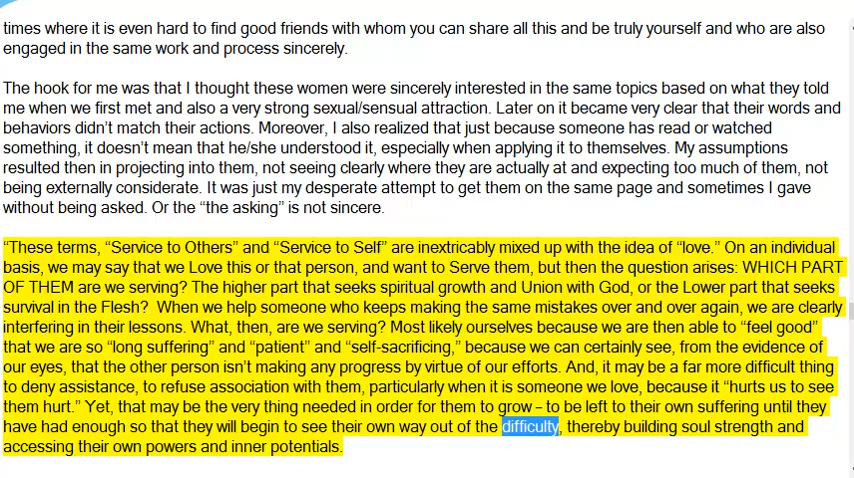 times where it is even hard to find good friends with whom you can share all this and be truly yourself and who are also
engaged in the same work and process sincerely.
The hook for me was that I thought these women were sincerely interested in the same topics based on what they told
me when we first met and also a very strong sexual/sensual attraction. Later on it became very clear that their words and
behaviors didn’t match their actions. Moreover, I also realized that just because someone has read or watched
something, it doesn’t mean that he/she understood it, especially when applying it to themselves. My assumptions
resulted then in projecting into them, not seeing clearly where they are actually at and expecting too much of them, not
being externally considerate. It was just my desperate attempt to get them on the same page and sometimes I gave
without being asked. Or the “the asking” is not sincere.
“These terms, “Service to Others” and “Service to Self” are inextricably mixed up with the idea of “love.” On an individual
basis, we may say that we Love this or that person, and want to Serve them, but then the question arises: WHICH PART
OF THEM are we serving? The higher part that seeks spiritual growth and Union with God, or the Lower part that seeks
survival in the Flesh?  When we help someone who keeps making the same mistakes over and over again, we are clearly
interfering in their lessons. What, then, are we serving? Most likely ourselves because we are then able to “feel good”
that we are so “long suffering” and “patient” and “self-sacrificing,” because we can certainly see, from the evidence of
our eyes, that the other person isn’t making any progress by virtue of our efforts. And, it may be a far more difficult thing
to deny assistance, to refuse association with them, particularly when it is someone we love, because it “hurts us to see
them hurt.” Yet, that may be the very thing needed in order for them to grow – to be left to their own suffering until they
have had enough so that they will begin to see their own way out of the difficulty, thereby building soul strength and
accessing their own powers and inner potentials.